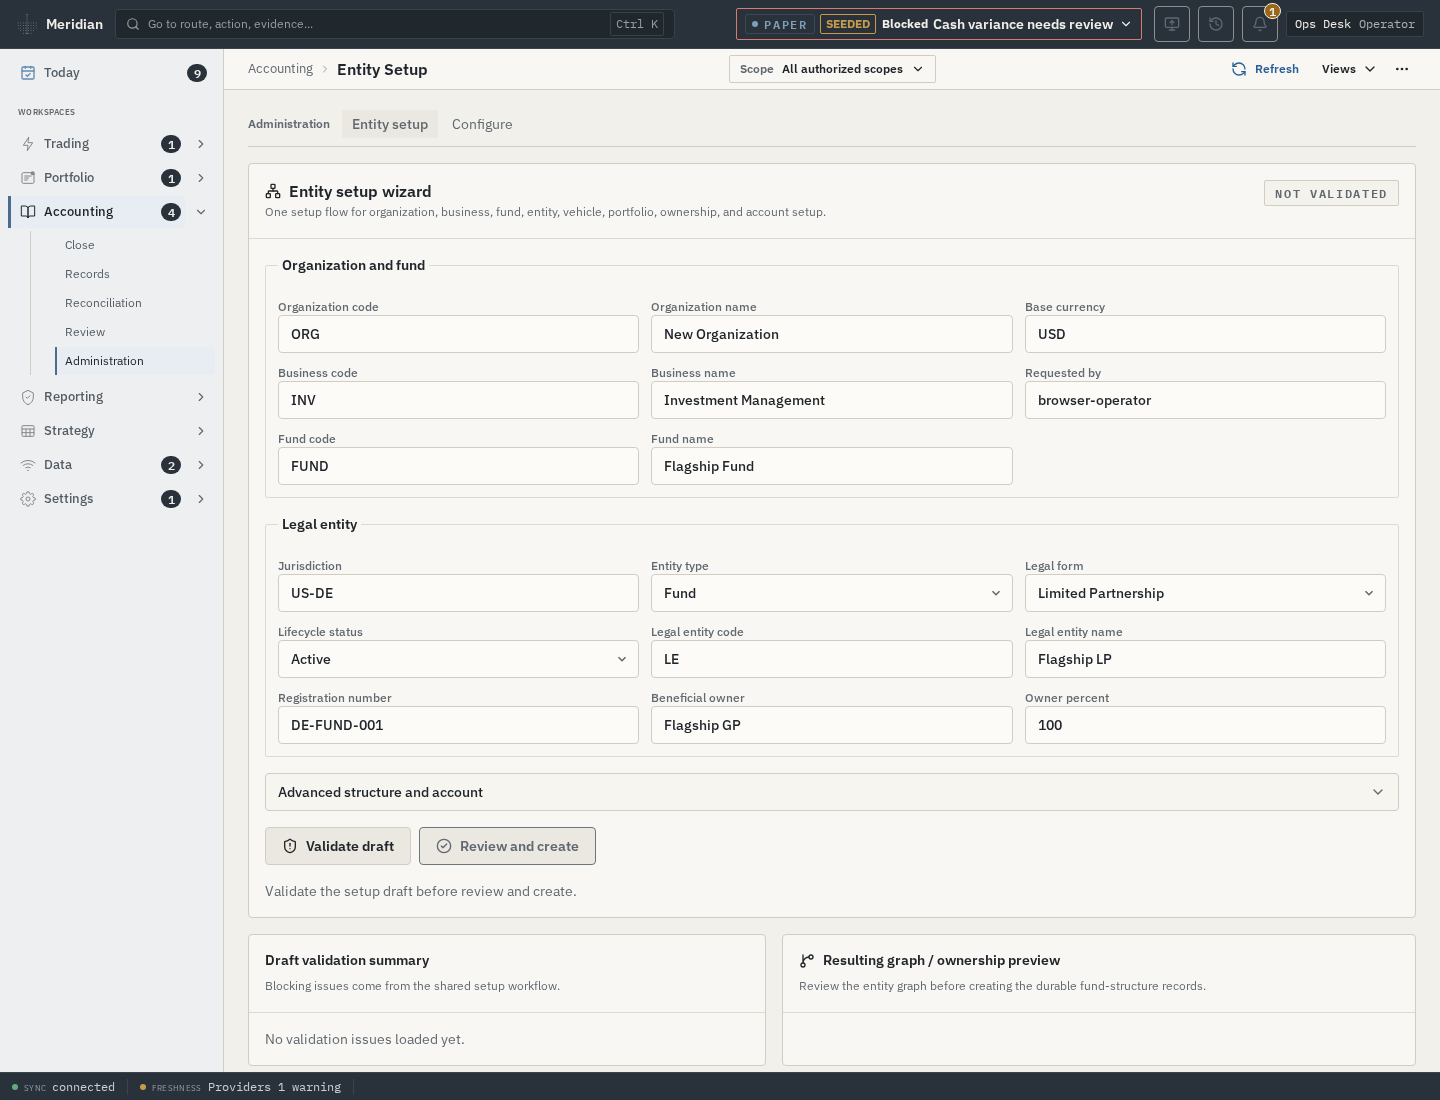 Meridian
Go to route, action, evidence...
Ctrl K
PAPER
SEEDED
Blocked Cash variance needs review
1
Ops Desk Operator
Today
9
WORKSPACES
Trading
1
Portfolio
1
Accounting
4
Close
Records
Reconciliation
Review
Administration
Reporting
Strategy
Data
2
Settings
1
Accounting
Entity Setup
Scope All authorized scopes
Refresh
Views
Administration
Entity setup
Configure
Entity setup wizard
One setup flow for organization, business, fund, entity, vehicle, portfolio, ownership, and account setup.
NOT VALIDATED
Organization and fund
Organization code
Organization name
Base currency
ORG
New Organization
USD
Business code
Business name
Requested by
INV
Investment Management
browser-operator
Fund code
Fund name
FUND
Flagship Fund
Legal entity
Jurisdiction
Entity type
Legal form
US-DE
Fund
Limited Partnership
Lifecycle status
Legal entity code
Legal entity name
Active
LE
Flagship LP
Registration number
Beneficial owner
Owner percent
DE-FUND-001
Flagship GP
100
Advanced structure and account
Validate draft
Review and create
Validate the setup draft before review and create.
Draft validation summary
Blocking issues come from the shared setup workflow.
No validation issues loaded yet.
Resulting graph / ownership preview
Review the entity graph before creating the durable fund-structure records.
SYNC connected
FRESHNESS Providers 1 warning